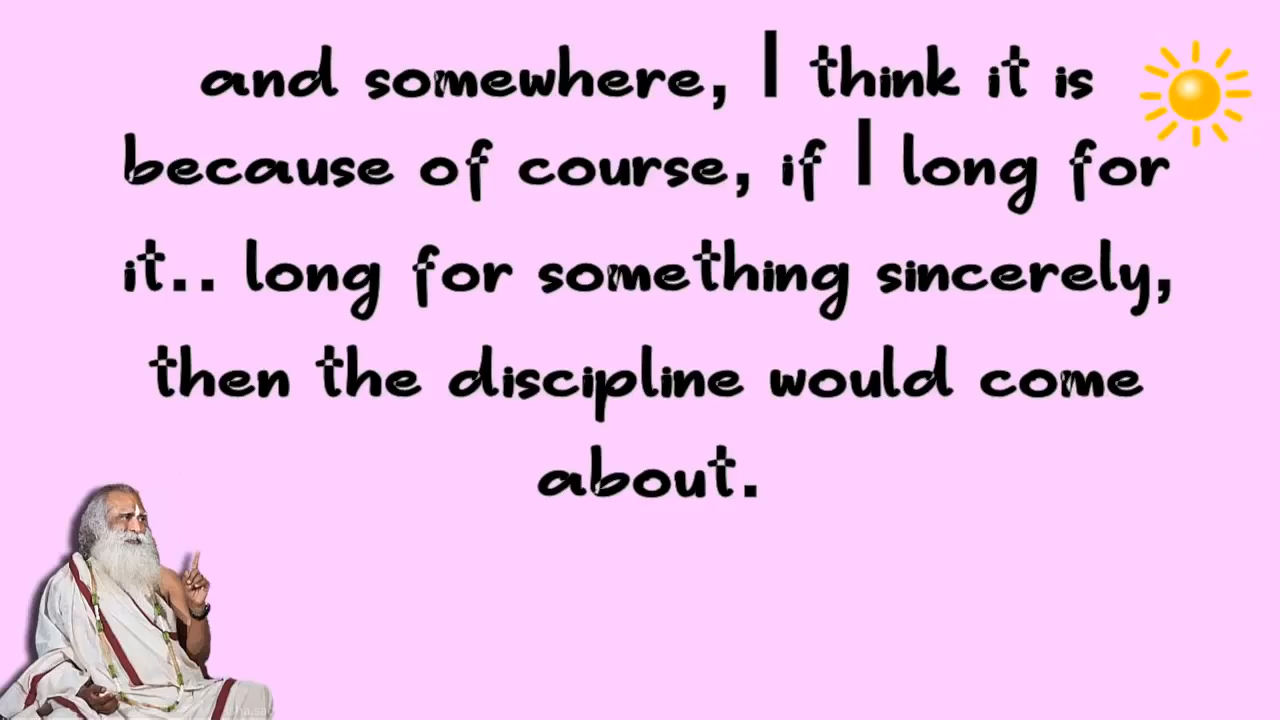 and somewhere, I think it is
because of course, if I long for
it.. long for something sincerely,
then the discipline would come
about.